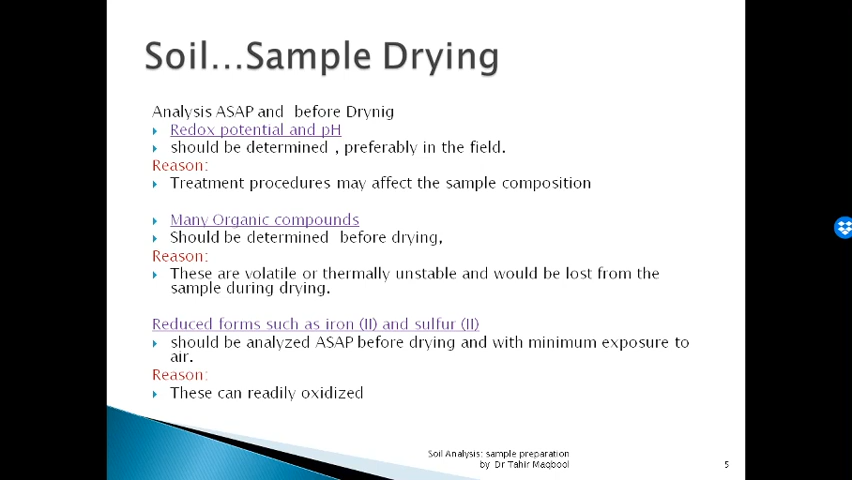 Soil...Sample Drying
Analysis ASAP and before Drynig
Redox potential and pH
should be determined , preferably in the field.
Reason:
Treatment procedures may affect the sample composition
Many Organic compounds
Should be determined before drying,
Reason:
These are volatile or thermally unstable and would be lost from the
sample during drying.
Reduced forms such as iron (II) and sulfur (II)
should be analyzed ASAP before drying and with minimum exposure to
air.
Reason:
These can readily oxidized
Soil Analysis: sample preparation
by Dr Tahir Maqbool
5